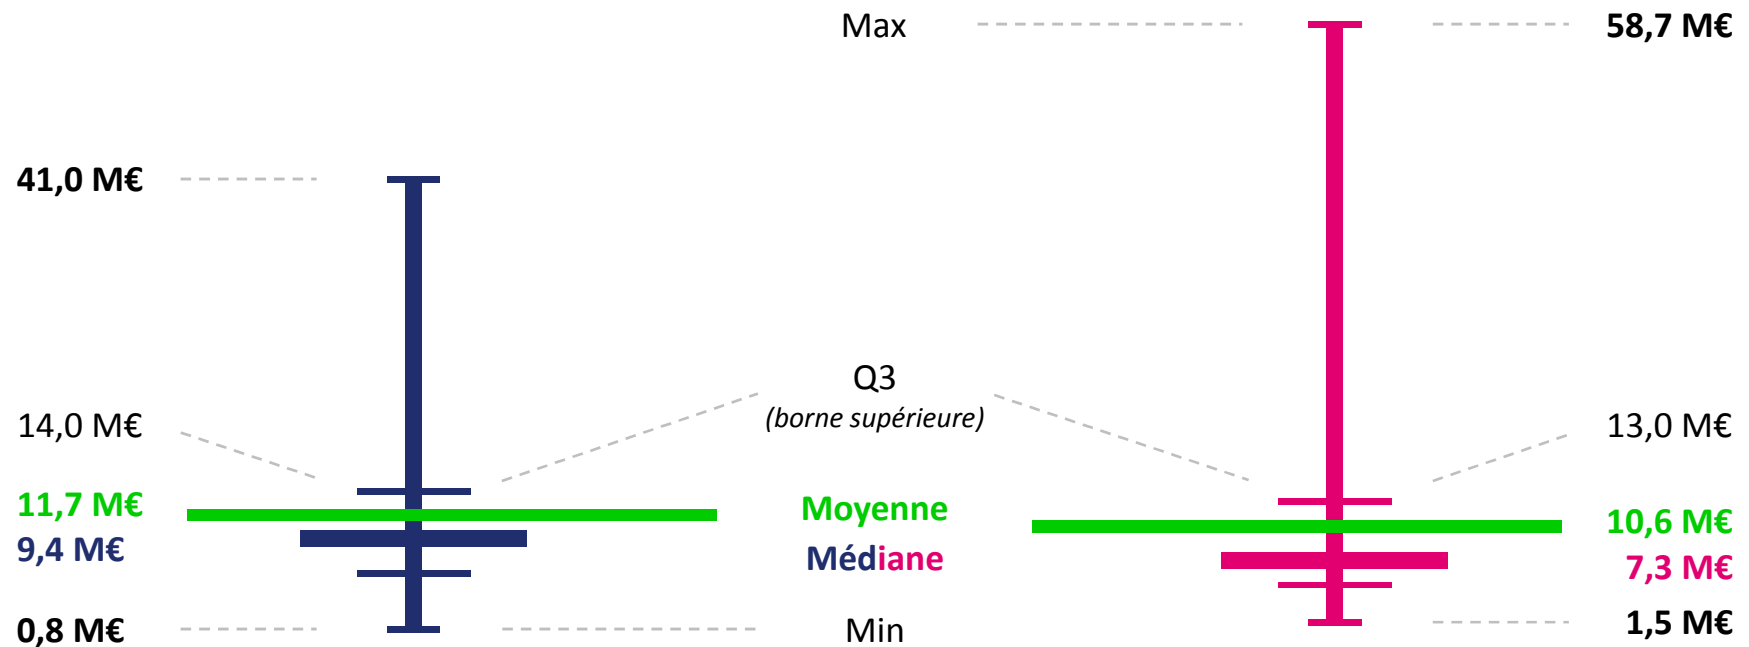 Max
58,7 M€
41,0 M€
Q3
(borne supérieure)
14,0 M€
13,0 M€
11,7 M€
Moyenne
10,6 M€
9,4 M€
Médiane
7,3 M€
0,8 M€
Min
1,5 M€